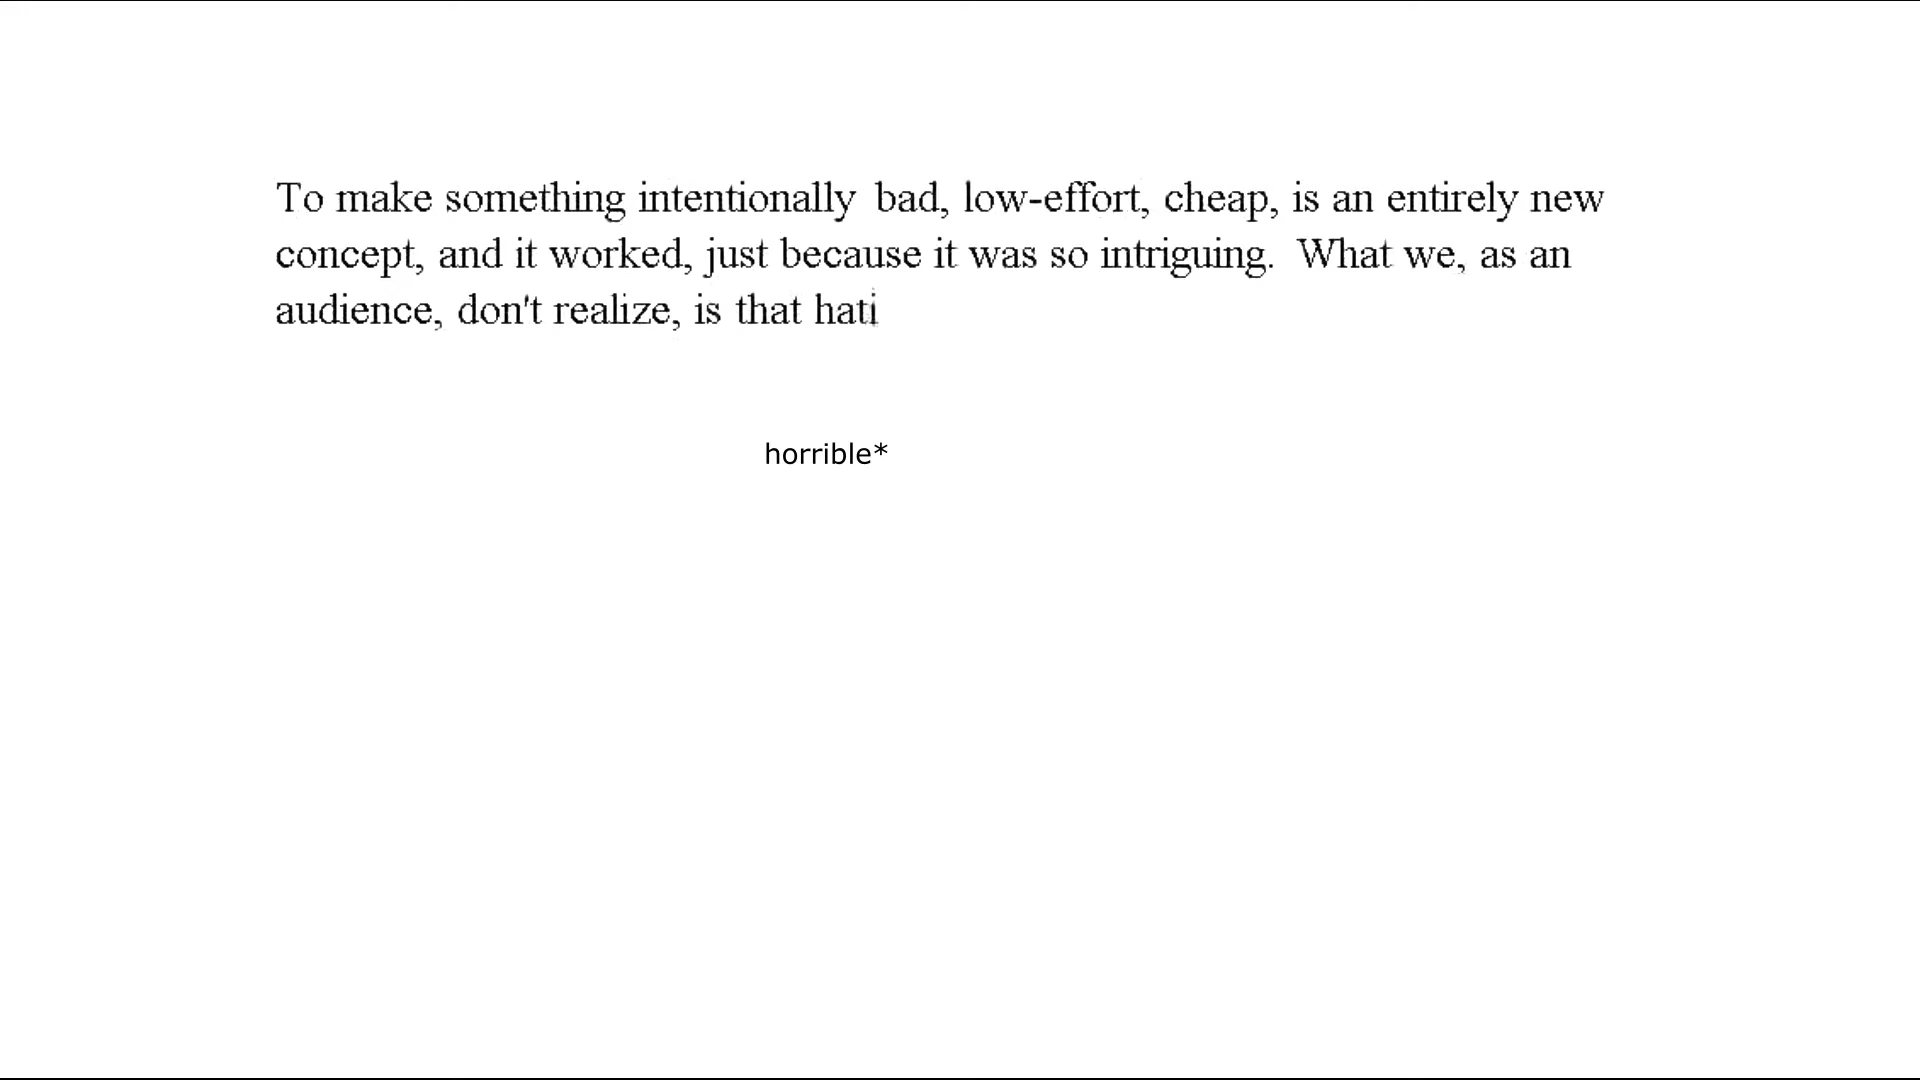 To make something intentionally bad, low-effort, cheap, is an entirely new
concept, and it worked, just because it was so intriguing. What we, as an
audience, don't realize, is that hati
horrible*